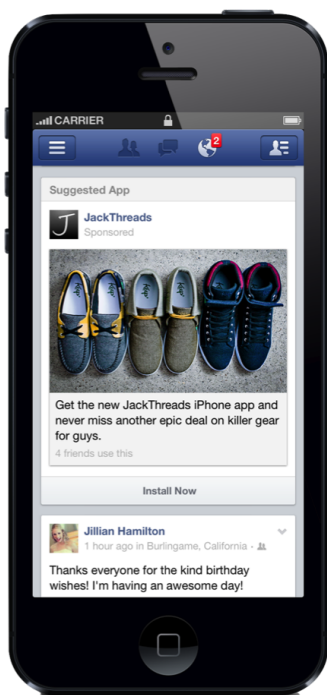 CARRIER
2
Suggested App
J JackThreads
Sponsored
Get the new JackThreads iPhone app and
never miss another epic deal on killer gear
for guys.
4 friends use this
Install Now
Jillian Hamilton
1 hour ago in Burlingame, California ·
Thanks everyone for the kind birthday
wishes! I'm having an awesome day!